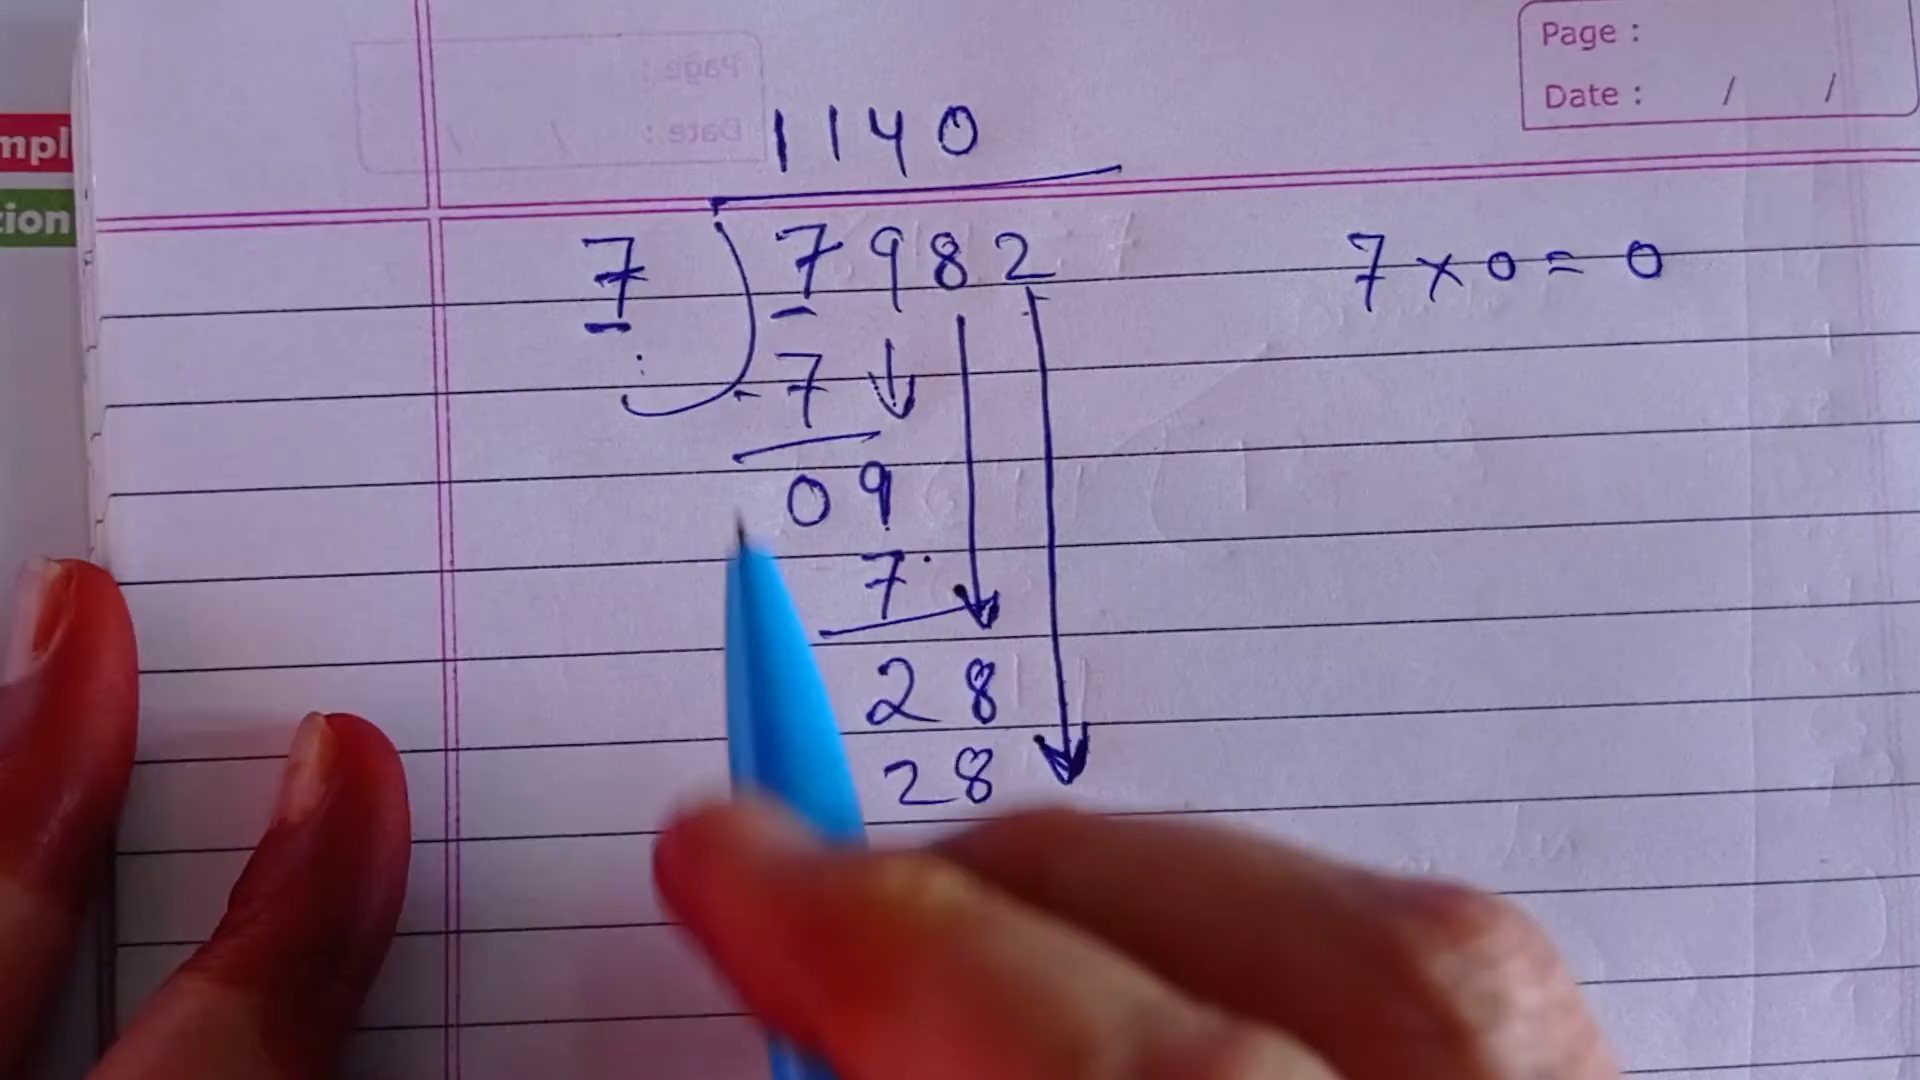 Page :
Date : / /
mpl
tion
1140
7 ) 7982
7 x 0 = 0
- 7
09
7
28
28